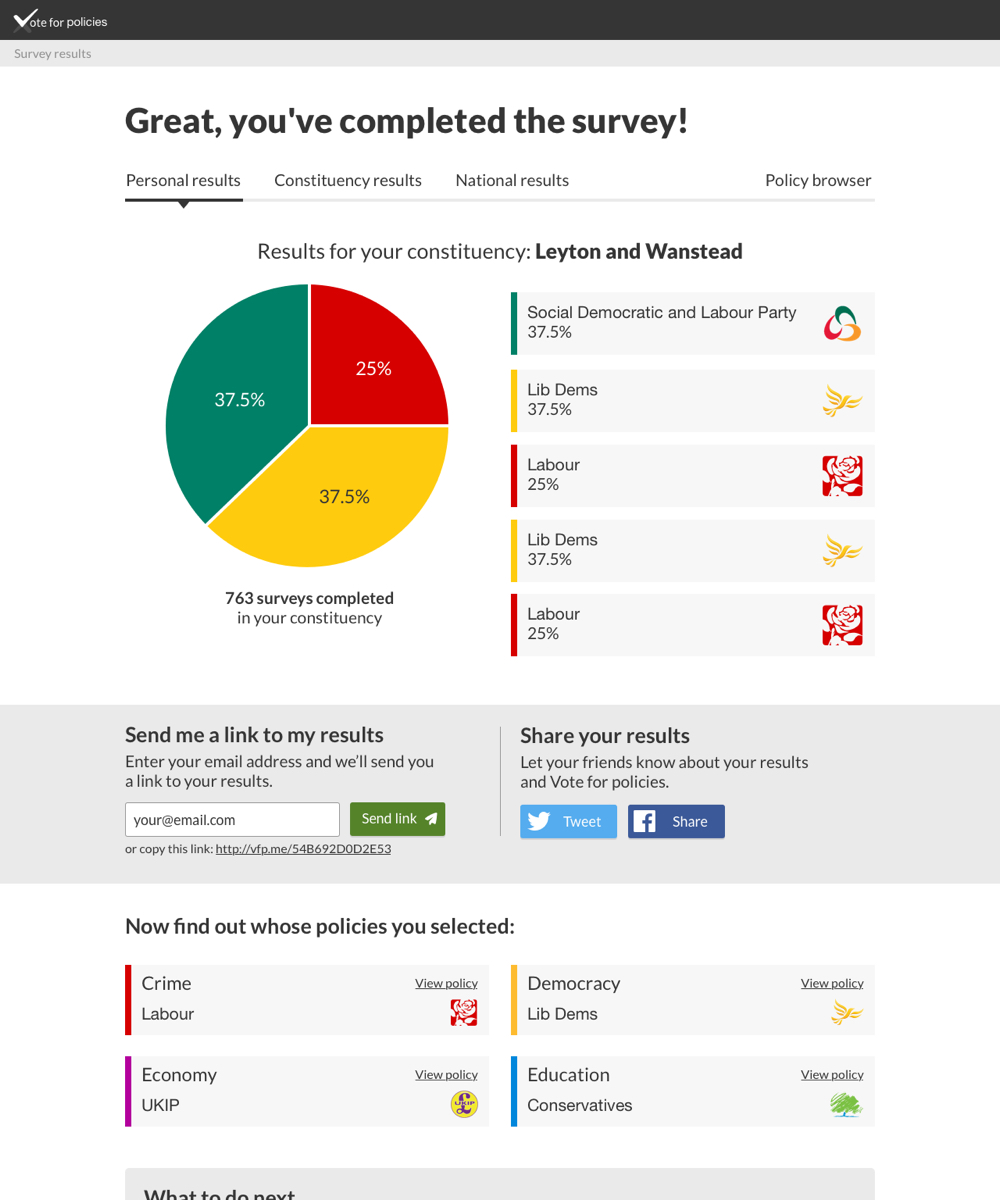 Vote for policies
Survey results
Great, you've completed the survey!
Personal results
Constituency results
National results
Policy browser
Results for your constituency: Leyton and Wanstead
25%
37.5%
37.5%
763 surveys completed
in your constituency
Social Democratic and Labour Party
37.5%
Lib Dems
37.5%
Labour
25%
Lib Dems
37.5%
Labour
25%
Send me a link to my results
Enter your email address and we’ll send you
a link to your results.
your@email.com
Send link
or copy this link: http://vfp.me/54B692D0D2E53
Share your results
Let your friends know about your results
and Vote for policies.
Tweet
Share
Now find out whose policies you selected:
Crime
View policy
Labour
Democracy
View policy
Lib Dems
Economy
View policy
UKIP
UKIP
Education
View policy
Conservatives
What to do next